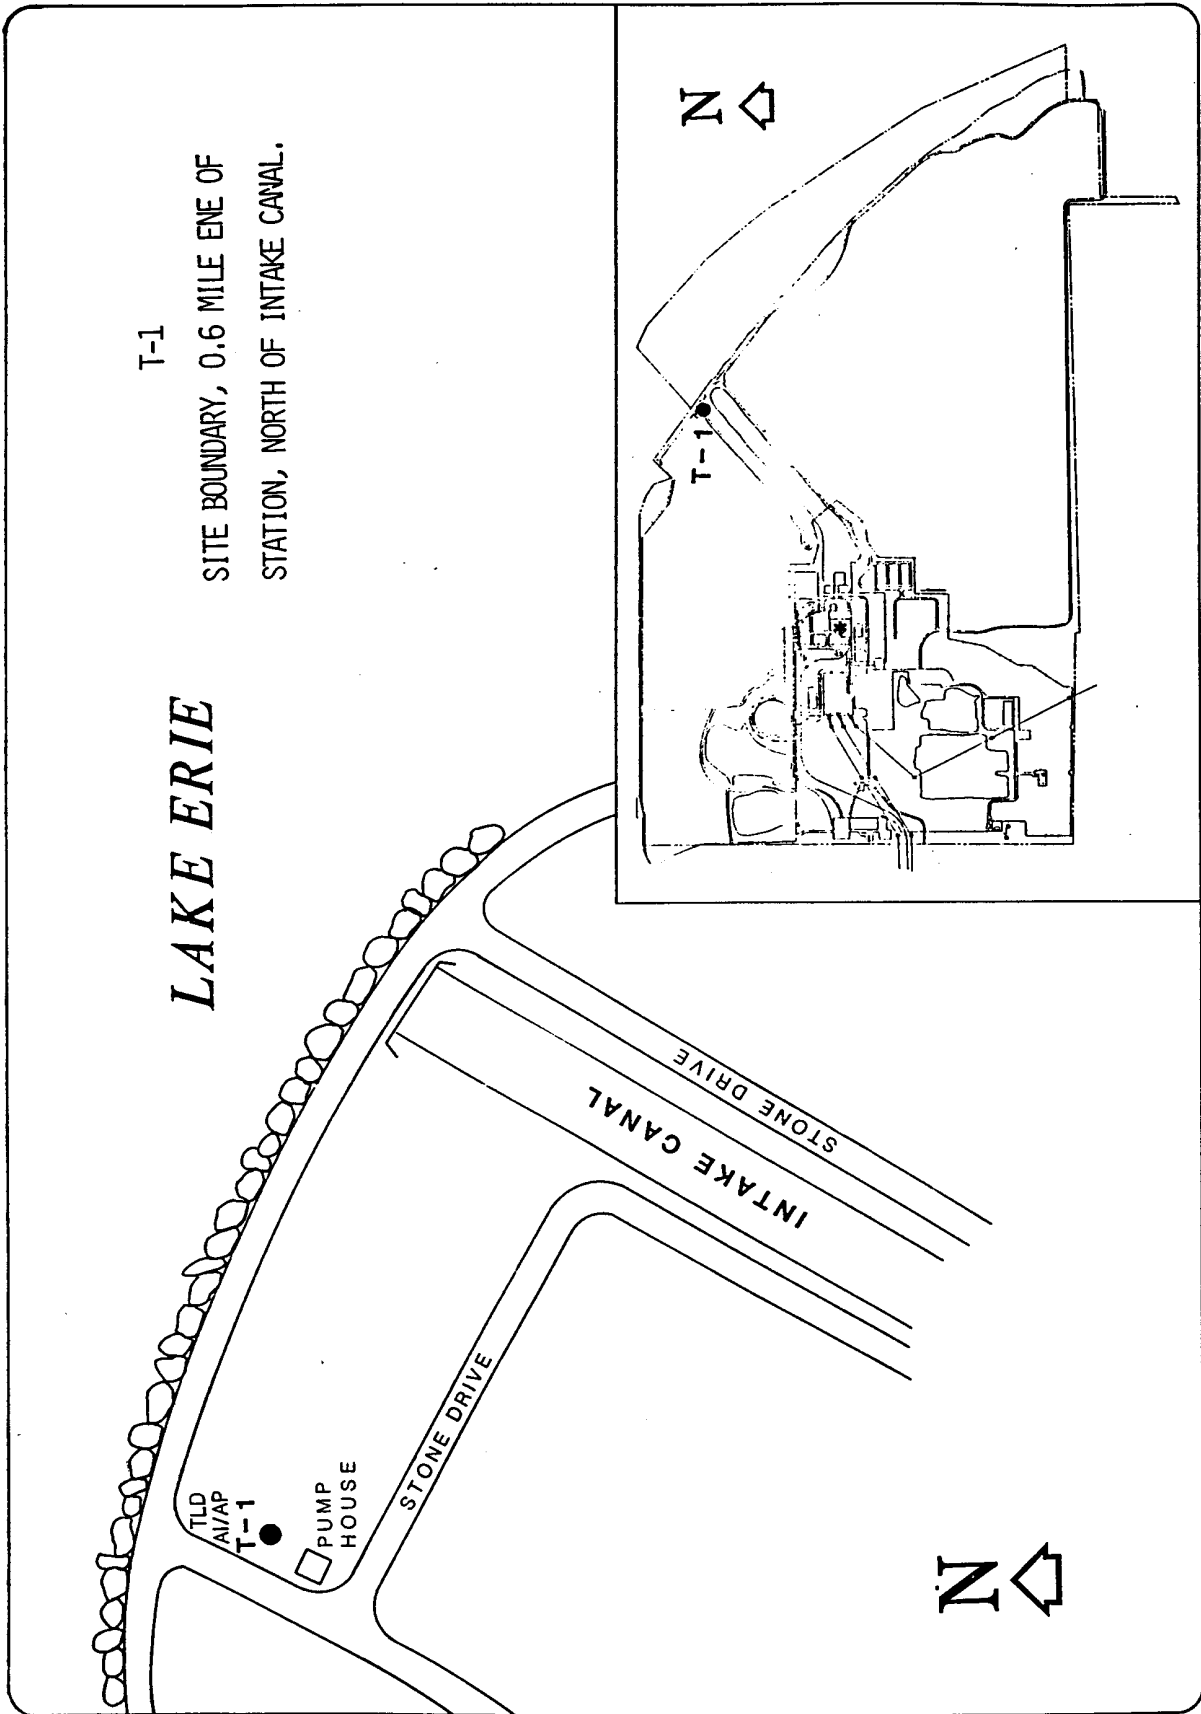 T-1
SITE BOUNDARY, 0.6 MILE ENE OF
STATION, NORTH OF INTAKE CANAL.
LAKE ERIE
TLD
AI/AP
T-1
PUMP
HOUSE
STONE DRIVE
INTAKE CANAL
STONE DRIVE
N
N
T-1